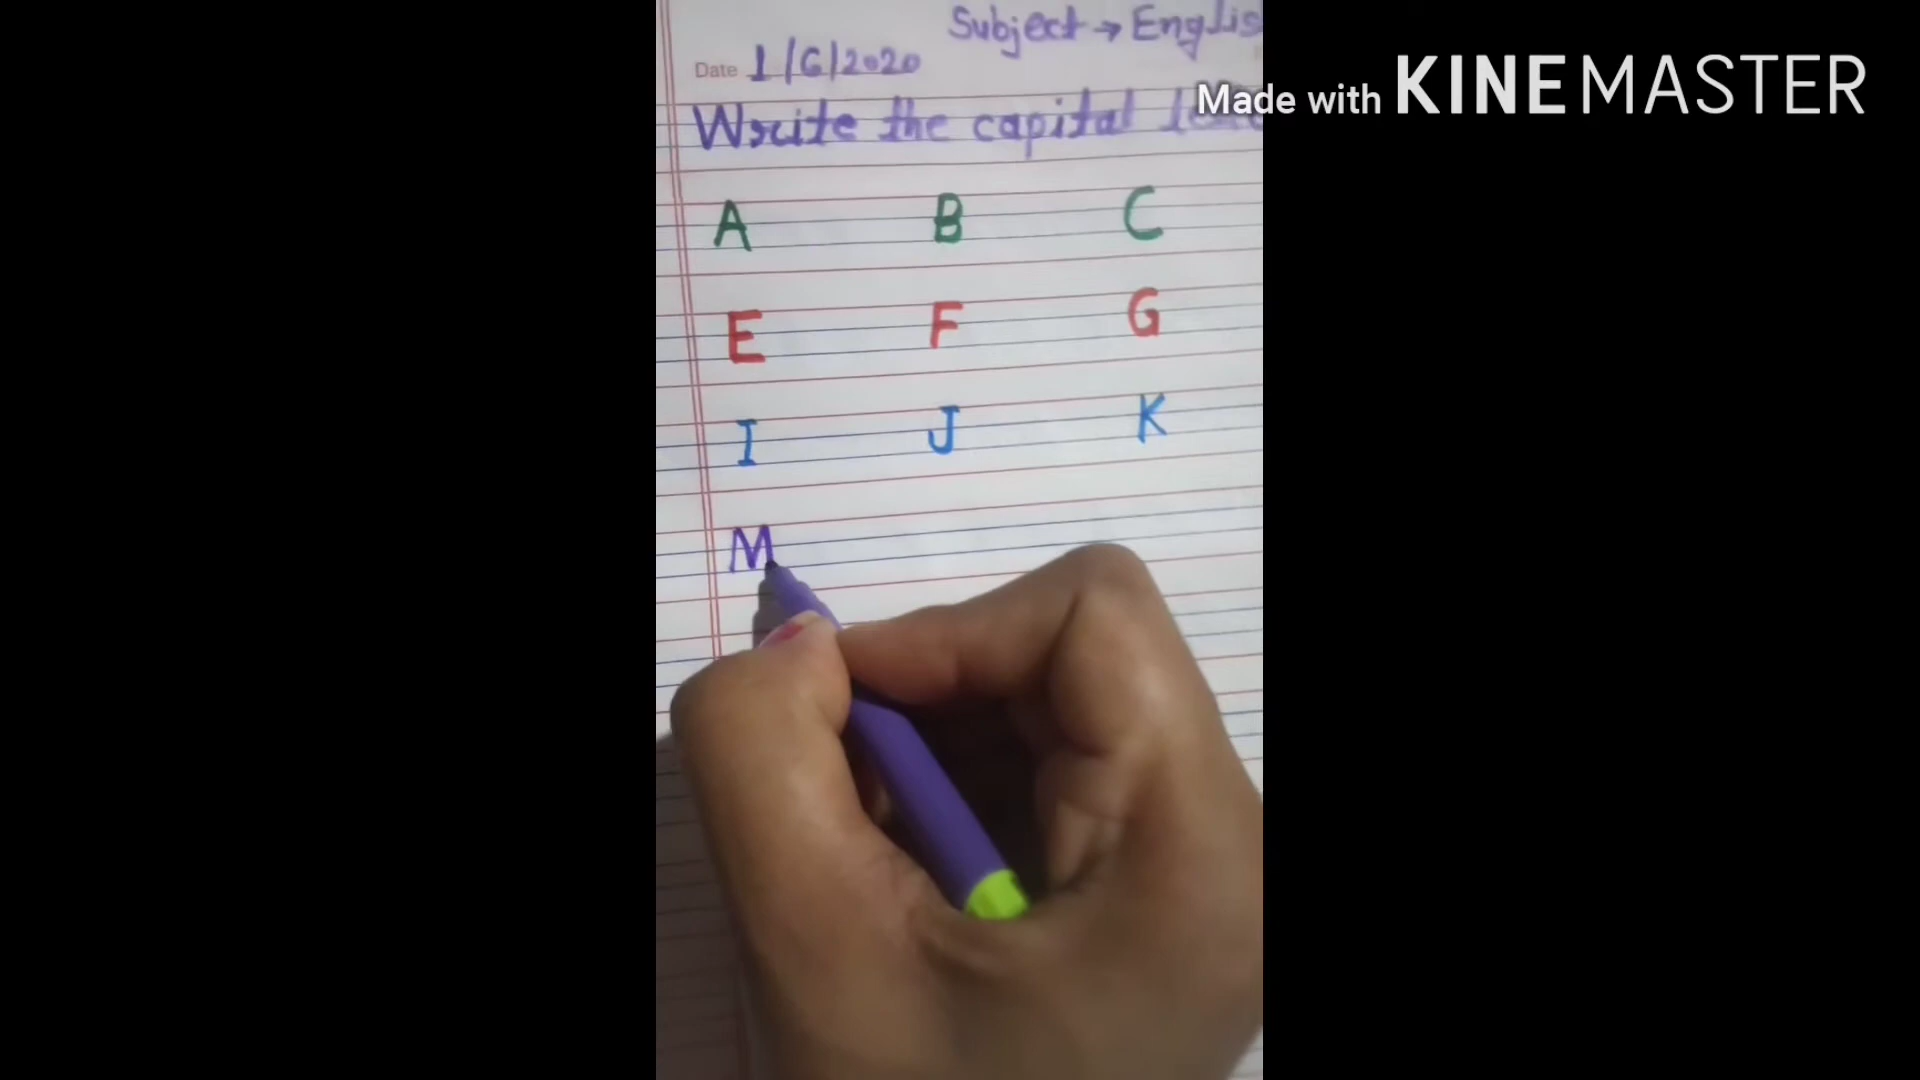 Subject → Englis
Date 1/6/2020
Made with KINEMASTER
Write the capital
A B C
E F G
I J K
M